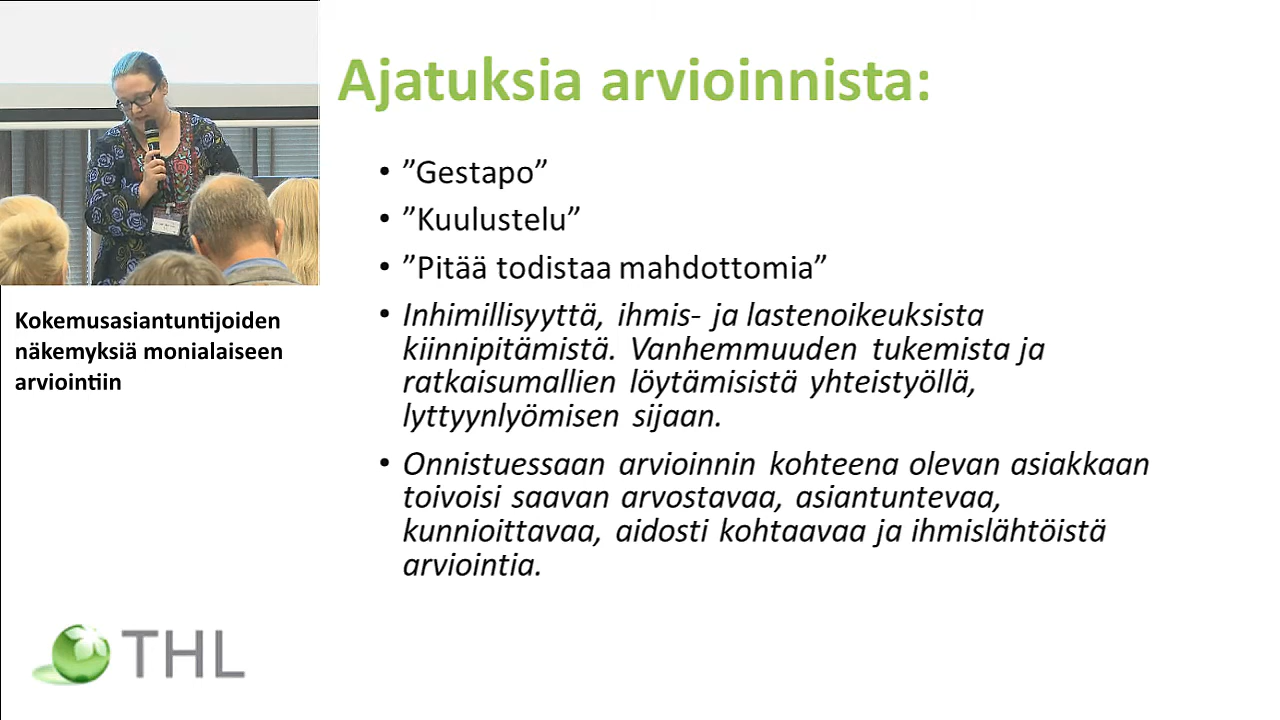 Ajatuksia arvioinnista:
• ”Gestapo”
• ”Kuulustelu”
• ”Pitää todistaa mahdottomia”
• Inhimillisyyttä, ihmis- ja lastenoikeuksista
kiinnipitämistä. Vanhemmuuden tukemista ja
ratkaisumallien löytämisistä yhteistyöllä,
lyttyynlyömisen sijaan.
• Onnistuessaan arvioinnin kohteena olevan asiakkaan
toivoisi saavan arvostavaa, asiantuntevaa,
kunnioittavaa, aidosti kohtaavaa ja ihmislähtöistä
arviointia.
Kokemusasiantuntijoiden
näkemyksiä monialaiseen
arviointiin
THL